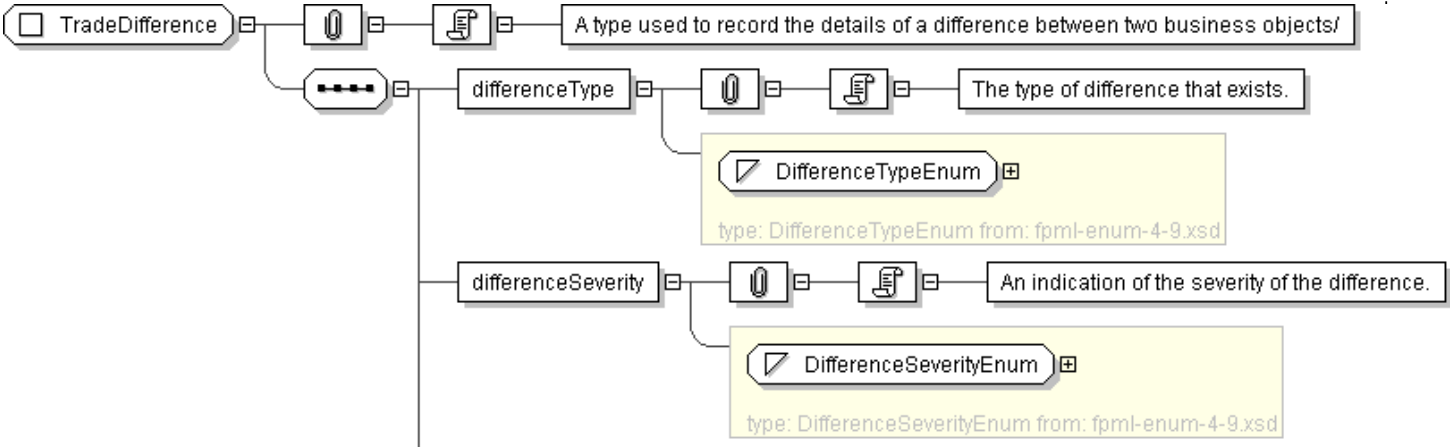 TradeDifference
A type used to record the details of a difference between two business objects/
differenceType
The type of difference that exists.
DifferenceTypeEnum
type: DifferenceTypeEnum from: fpml-enum-4-9.xsd
differenceSeverity
An indication of the severity of the difference.
DifferenceSeverityEnum
type: DifferenceSeverityEnum from: fpml-enum-4-9.xsd